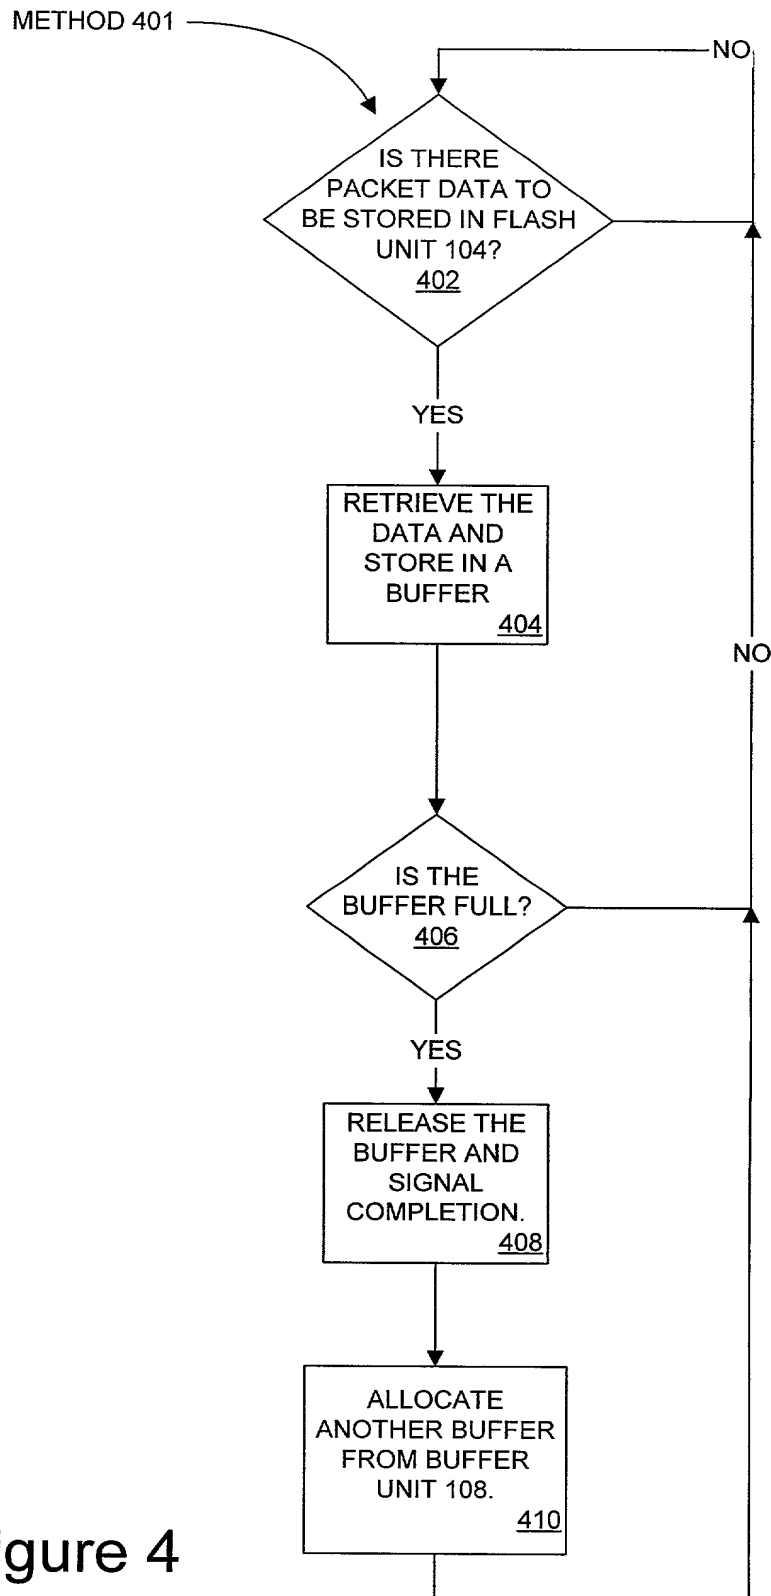 METHOD 401
NO
IS THERE
PACKET DATA TO
BE STORED IN FLASH
UNIT 104?
402
YES
RETRIEVE THE
DATA AND
STORE IN A
BUFFER
404
NO
IS THE
BUFFER FULL?
406
YES
RELEASE THE
BUFFER AND
SIGNAL
COMPLETION.
408
ALLOCATE
ANOTHER BUFFER
FROM BUFFER
UNIT 108.
410
igure 4